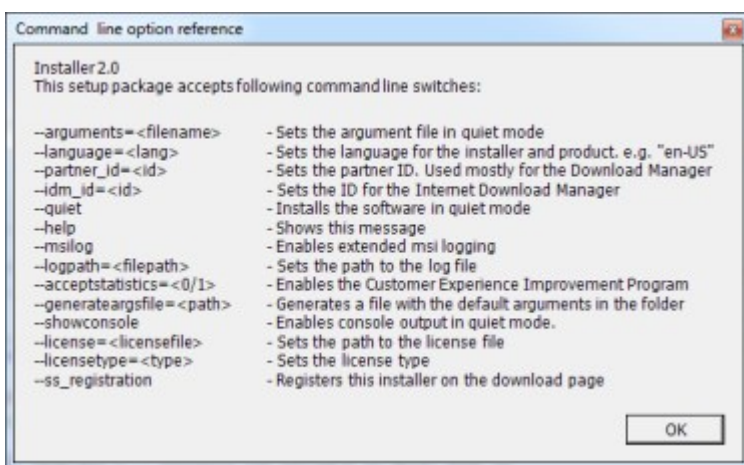 Command line option reference
Installer2.0
This setup package accepts following command line switches:
--arguments=<filename> - Sets the argument file in quiet mode
--language=<lang> - Sets the language for the installer and product. e.g. "en-US"
--partner_id=<id> - Sets the partner ID. Used mostly for the Download Manager
--idm_id=<id> - Sets the ID for the Internet Download Manager
--quiet - Installs the software in quiet mode
--help - Shows this message
--msilog - Enables extended msi logging
--logpath=<filepath> - Sets the path to the log file
--acceptstatistics=<0/1> - Enables the Customer Experience Improvement Program
--generateargsfile=<path> - Generates a file with the default arguments in the folder
--showconsole - Enables console output in quiet mode.
--license=<licensefile> - Sets the path to the license file
--licensetype=<type> - Sets the license type
--ss_registration - Registers this installer on the download page
OK